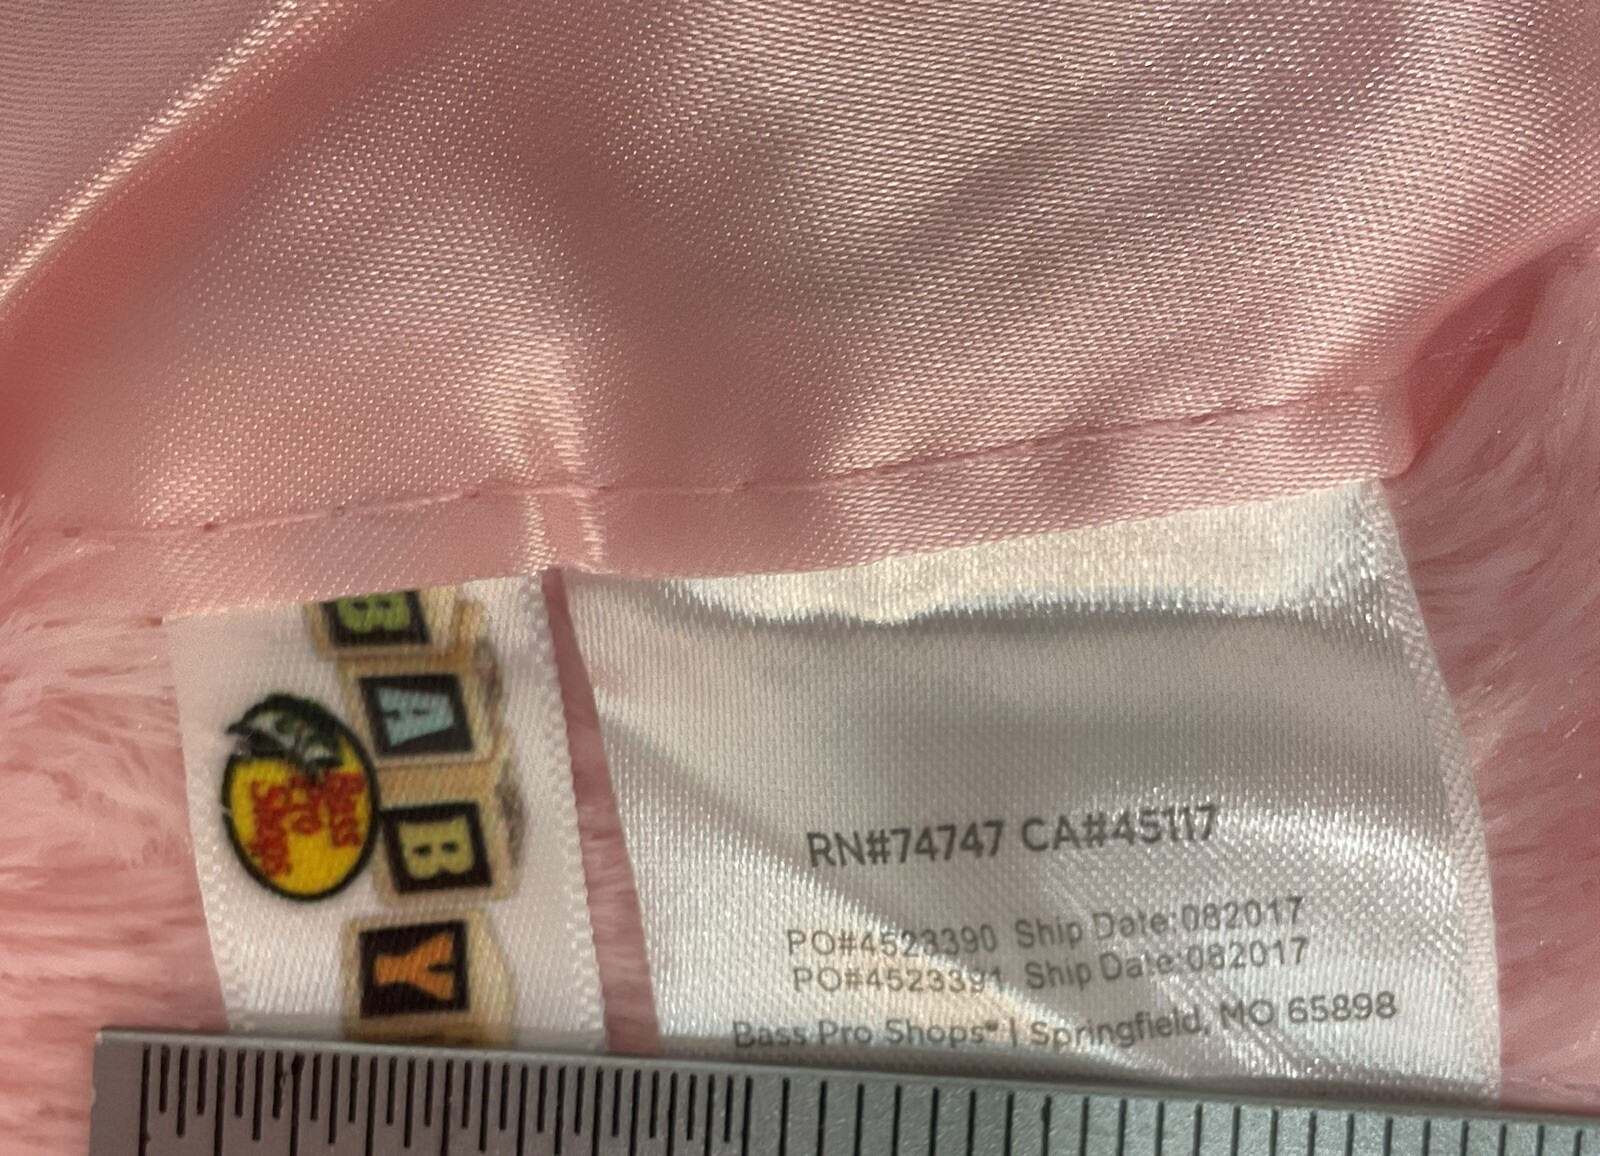 BABY
Bass
Pro
Shops
RN#74747 CA#45117
PO#4523390 Ship Date:082017
PO#4523391 Ship Date:082017
Bass Pro Shops® | Springfield, MO 65898